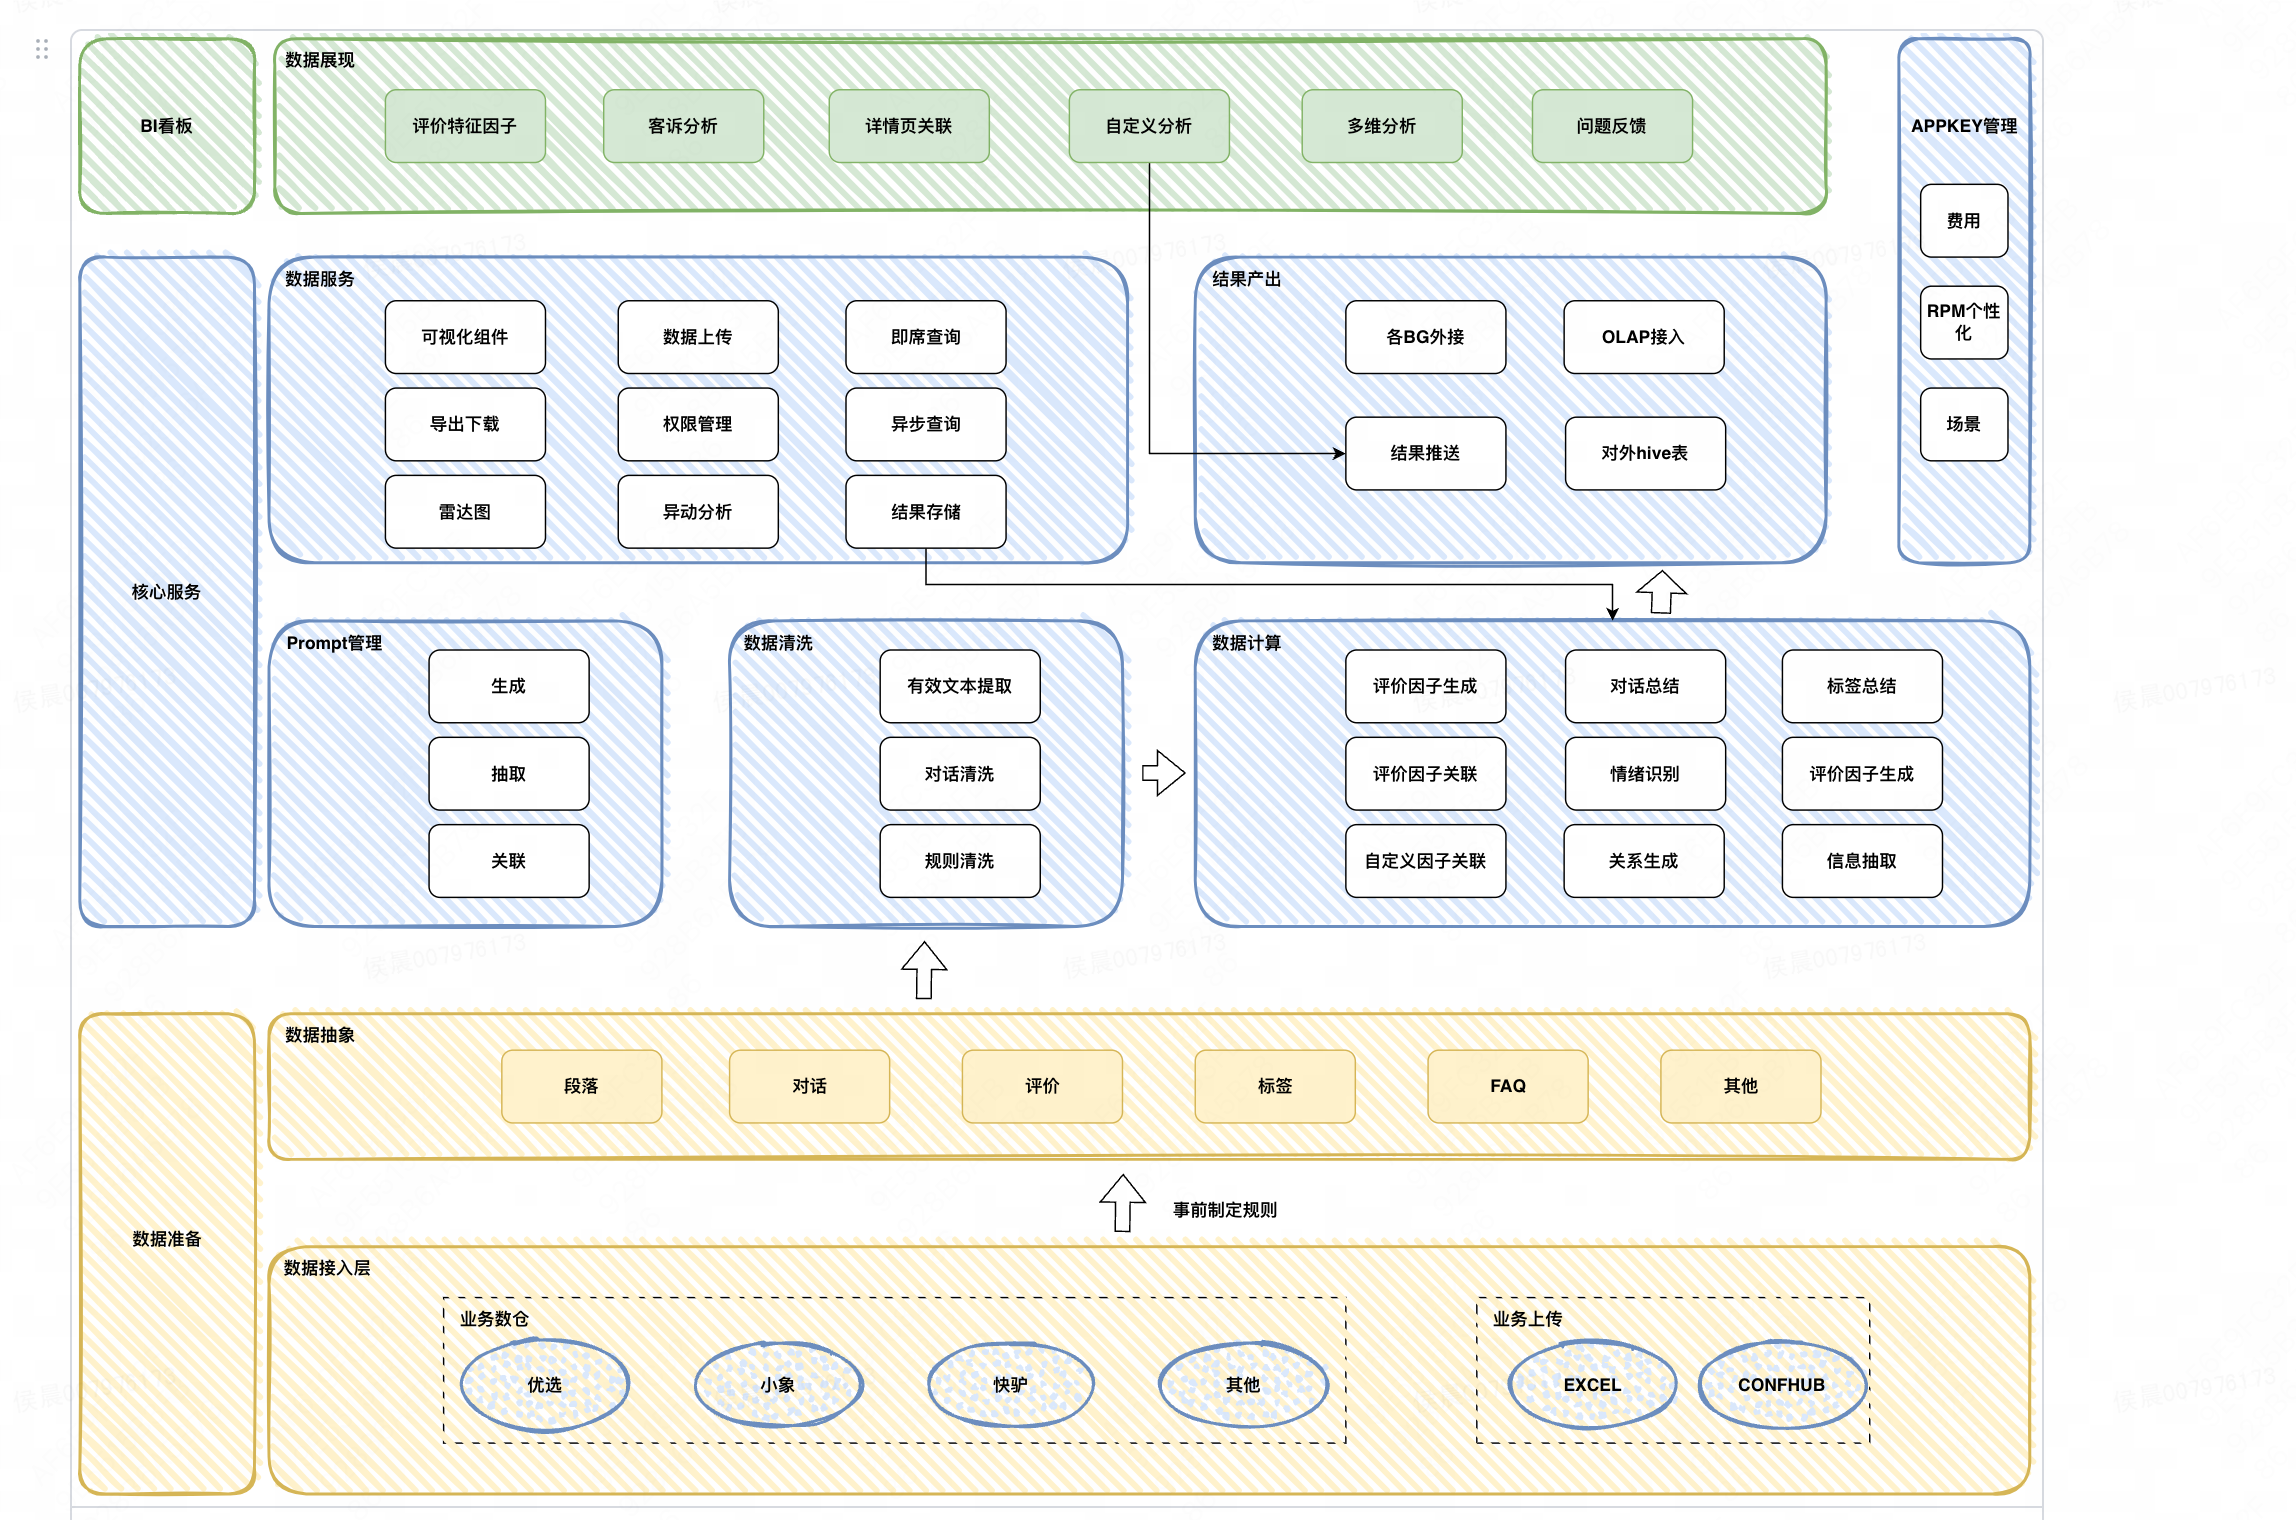 BI看板
数据展现
评价特征因子
客诉分析
详情页关联
自定义分析
多维分析
问题反馈
APPKEY管理
费用
RPM个性
化
场景
核心服务
数据服务
可视化组件
数据上传
即席查询
导出下载
权限管理
异步查询
雷达图
异动分析
结果存储
结果产出
各BG外接
OLAP接入
结果推送
对外hive表
Prompt管理
生成
抽取
关联
数据清洗
有效文本提取
对话清洗
规则清洗
数据计算
评价因子生成
对话总结
标签总结
评价因子关联
情绪识别
评价因子生成
自定义因子关联
关系生成
信息抽取
数据准备
数据抽象
段落
对话
评价
标签
FAQ
其他
事前制定规则
数据接入层
业务数仓
优选
小象
快驴
其他
业务上传
EXCEL
CONFHUB
侯晨007976173